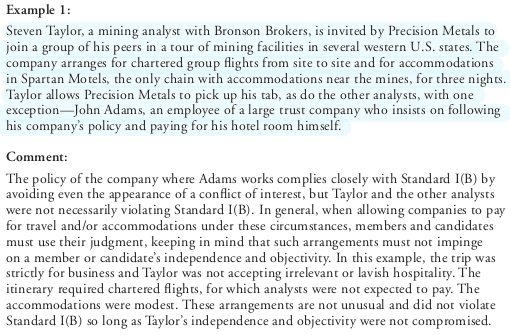 Example 1:
Steven Taylor, a mining analyst with Bronson Brokers, is invited by Precision Metals to
join a group of his peers in a tour of mining facilities in several western U.S. states. The
company arranges for chartered group flights from site to site and for accommodations
in Spartan Motels, the only chain with accommodations near the mines, for three nights.
Taylor allows Precision Metals to pick up his tab, as do the other analysts, with one
exception—John Adams, an employee of a large trust company who insists on following
his company's policy and paying for his hotel room himself.
Comment:
The policy of the company where Adams works complies closely with Standard I(B) by
avoiding even the appearance of a conflict of interest, but Taylor and the other analysts
were not necessarily violating Standard I(B). In general, when allowing companies to pay
for travel and/or accommodations under these circumstances, members and candidates
must use their judgment, keeping in mind that such arrangements must not impinge
on a member or candidate's independence and objectivity. In this example, the trip was
strictly for business and Taylor was not accepting irrelevant or lavish hospitality. The
itinerary required chartered flights, for which analysts were not expected to pay. The
accommodations were modest. These arrangements are not unusual and did not violate
Standard I(B) so long as Taylor's independence and objectivity were not compromised.